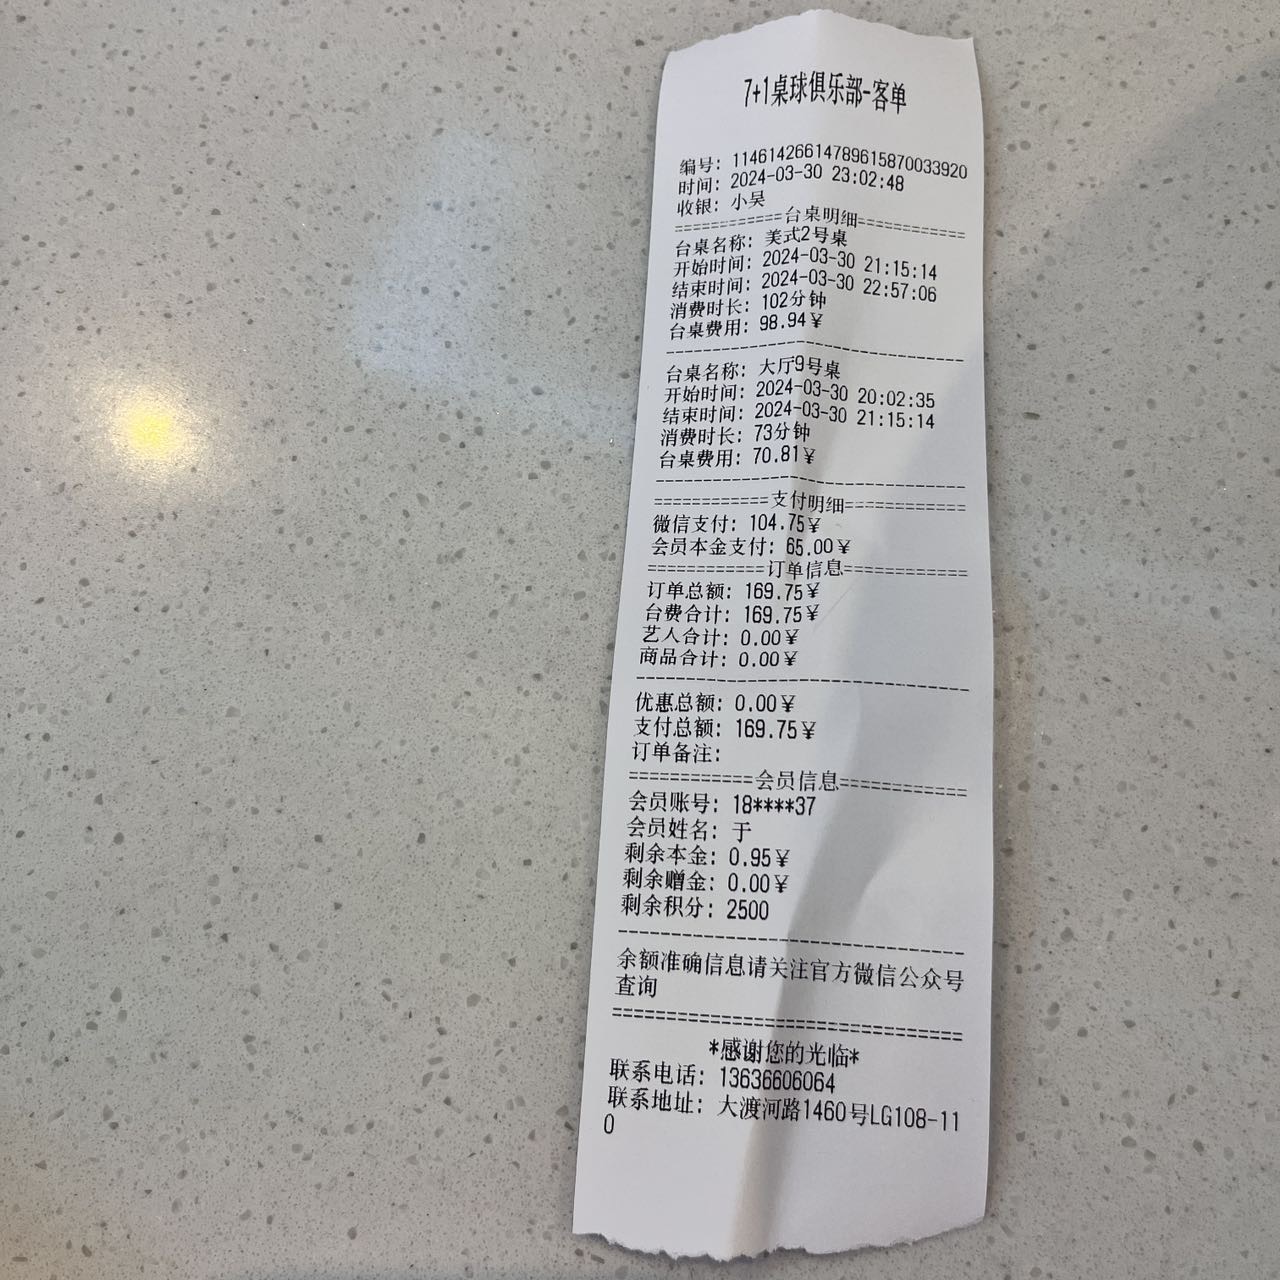 7+1桌球俱乐部-客单
编号: 11461426614789615870033920
时间: 2024-03-30 23:02:48
收银: 小吴
============台桌明细============
台桌名称: 美式2号桌
开始时间: 2024-03-30 21:15:14
结束时间: 2024-03-30 22:57:06
消费时长: 102分钟
台桌费用: 98.94¥
--------------------------------
台桌名称: 大厅9号桌
开始时间: 2024-03-30 20:02:35
结束时间: 2024-03-30 21:15:14
消费时长: 73分钟
台桌费用: 70.81¥
--------------------------------
============支付明细============
微信支付: 104.75¥
会员本金支付: 65.00¥
============订单信息============
订单总额: 169.75¥
台费合计: 169.75¥
艺人合计: 0.00¥
商品合计: 0.00¥
--------------------------------
优惠总额: 0.00¥
支付总额: 169.75¥
订单备注:
============会员信息============
会员账号: 18****37
会员姓名: 于
剩余本金: 0.95¥
剩余赠金: 0.00¥
剩余积分: 2500
--------------------------------
余额准确信息请关注官方微信公众号
查询
================================
*感谢您的光临*
联系电话: 13636606064
联系地址: 大渡河路1460号LG108-11
0